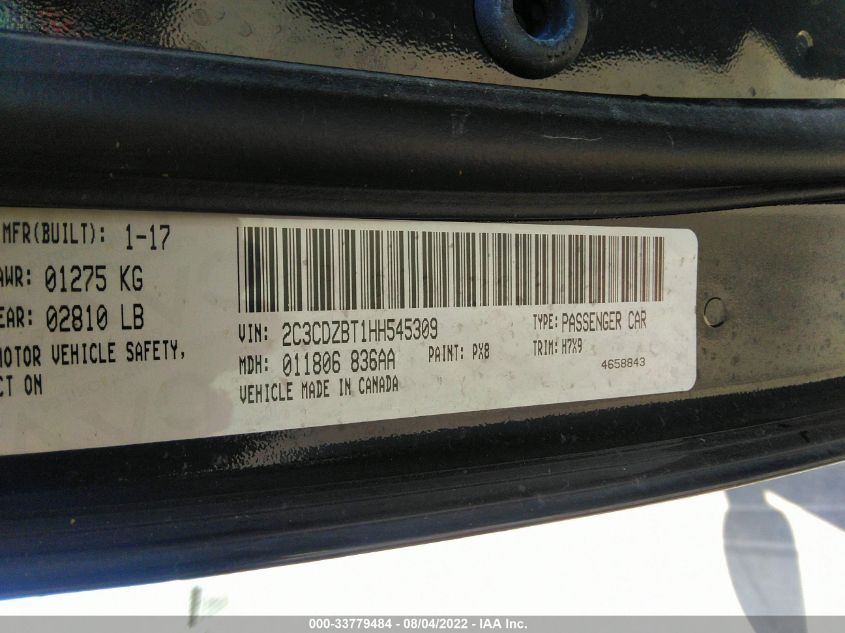 MFR(BUILT): 1-17
AWR: 01275 KG
EAR: 02810 LB
MOTOR VEHICLE SAFETY,
CT ON
VIN: 2C3CDZBT1HH545309
TYPE: PASSENGER CAR
MDH: 011806 836AA
PAINT: PX8
TRIM: H7X9
VEHICLE MADE IN CANADA
4658843
000-33779484 - 08/04/2022 - IAA Inc.